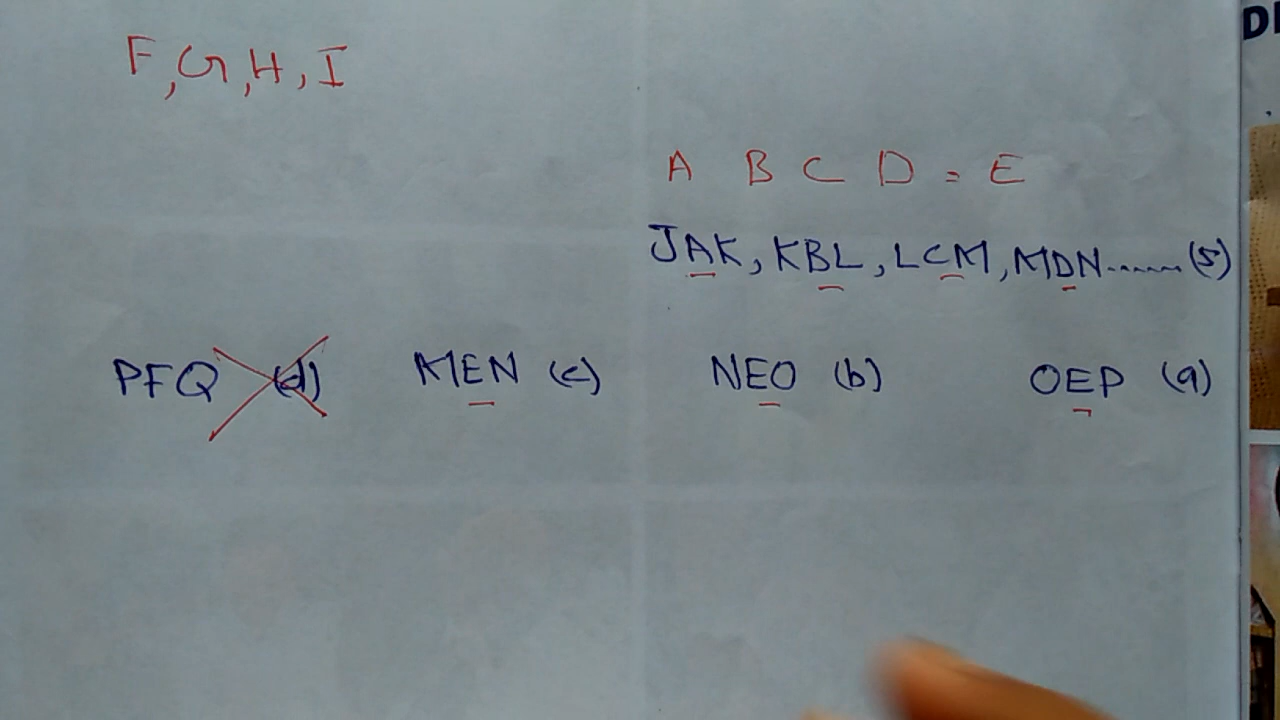 F, G, H, I
A B C D = E
JAK, KBL, LCM, MDN...... (5)
PFQ (d) MEN (c) NEO (b) OEP (a)